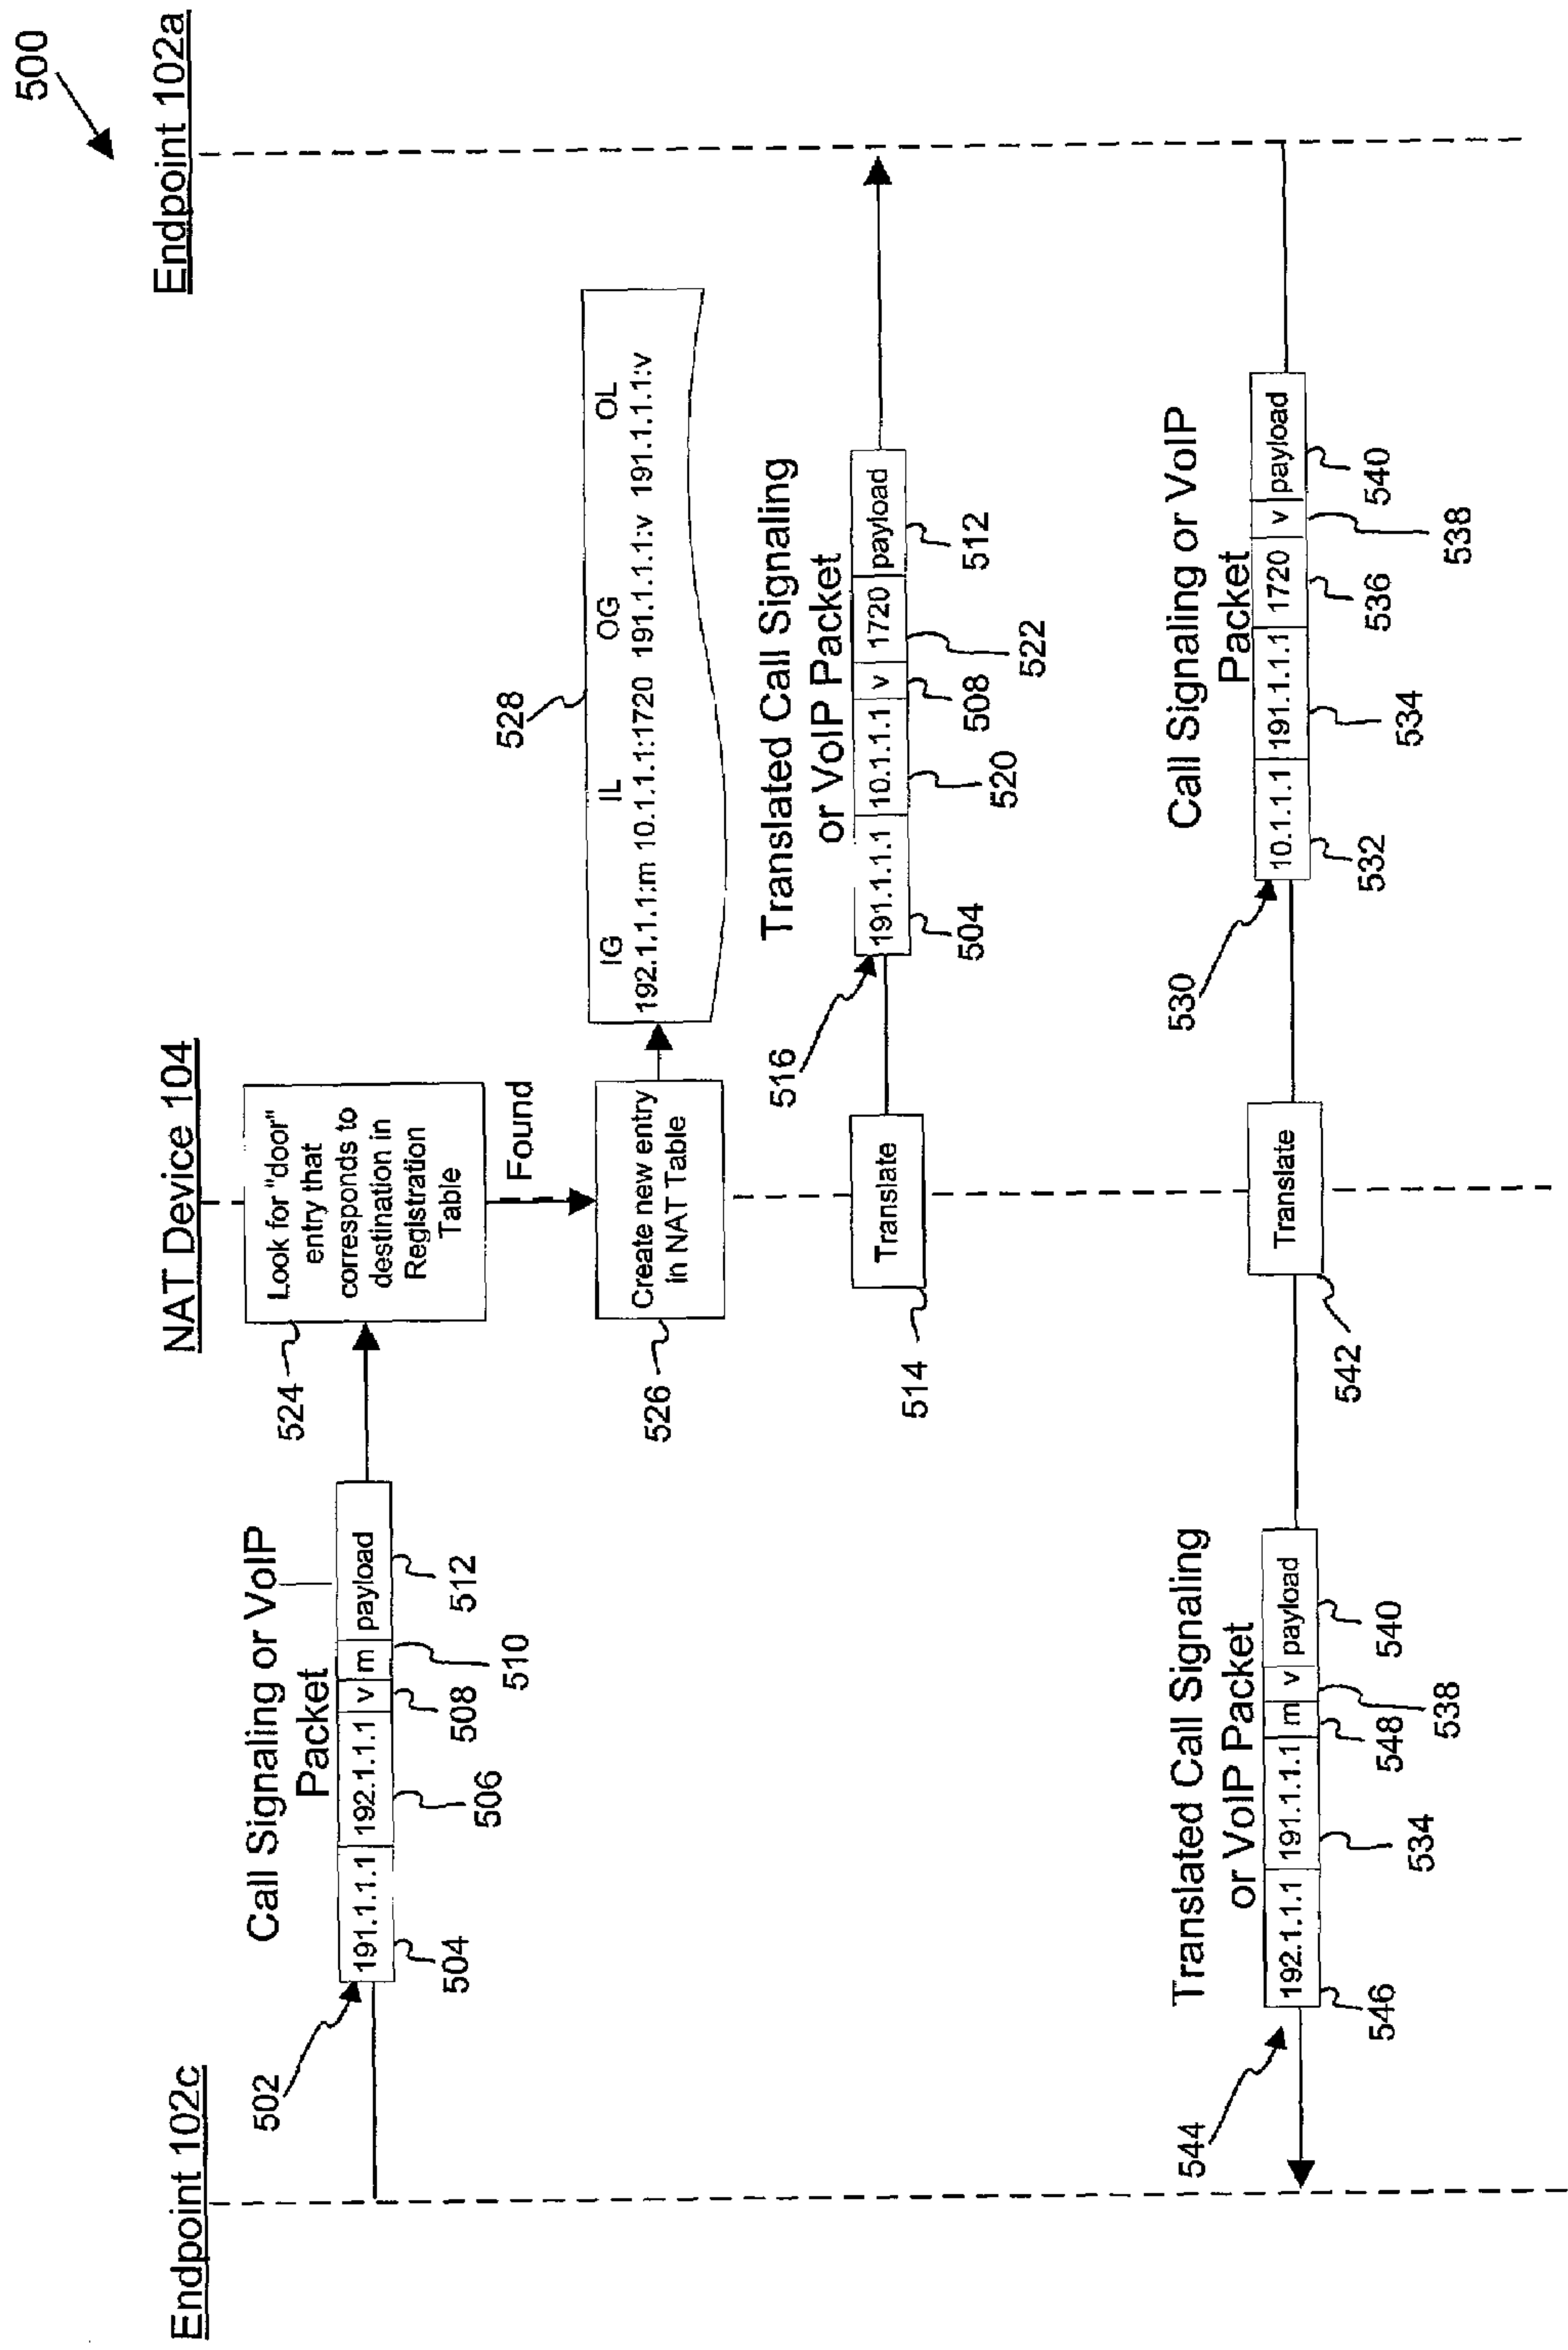 500
Endpoint 102c
NAT Device 104
Endpoint 102a
Call Signaling or VoIP
Packet
502
191.1.1.1 192.1.1.1 v m payload
504 506 508 510 512
524
Look for "door"
entry that
corresponds to
destination in
Registration
Table
Found
526
Create new entry
in NAT Table
528
IG IL OG OL
192.1.1.1:m 10.1.1.1:1720 191.1.1.1:v 191.1.1.1:v
514
Translate
Translated Call Signaling
or VoIP Packet
516
191.1.1.1 10.1.1.1 v 1720 payload
504 520 508 522 512
Call Signaling or VoIP
Packet
530
10.1.1.1 191.1.1.1 1720 v payload
532 534 536 538 540
Translate
542
Translated Call Signaling
or VoIP Packet
544
192.1.1.1 191.1.1.1 m v payload
546 534 548 538 540